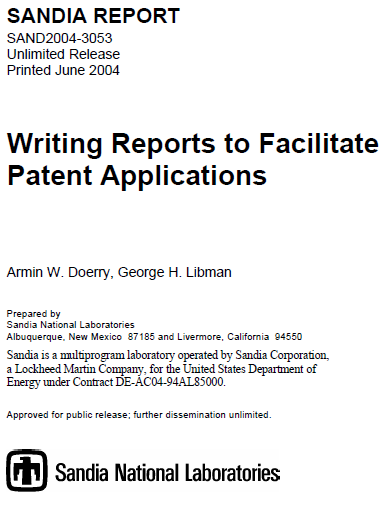 SANDIA REPORT
SAND2004-3053
Unlimited Release
Printed June 2004
Writing Reports to Facilitate
Patent Applications
Armin W. Doerry, George H. Libman
Prepared by
Sandia National Laboratories
Albuquerque, New Mexico 87185 and Livermore, California 94550
Sandia is a multiprogram laboratory operated by Sandia Corporation,
a Lockheed Martin Company, for the United States Department of
Energy under Contract DE-AC04-94AL85000.
Approved for public release; further dissemination unlimited.
Sandia National Laboratories